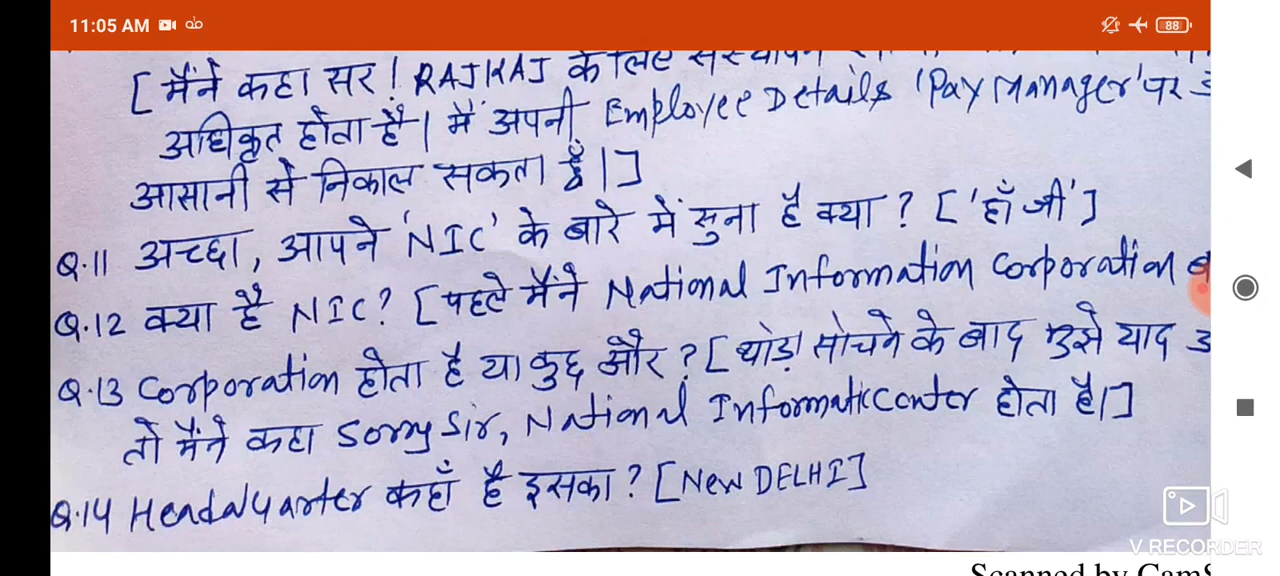 11:05 AM
88
[मैंने कहा सर! RAJKAJ के लिए
अधिकृत होता है। मैं अपनी Employee Details 'Pay Manager' पर
आसानी से निकाल सकता हूँ।]
Q.11 अच्छा, आपने 'NIC' के बारे में सुना है क्या? ['हाँ जी']
Q.12 क्या है NIC? [पहले मैंने National Information Corporation
Q.13 Corporation होता है या कुछ और? [थोड़ा सोचने के बाद मुझे याद
तो मैंने कहा Sorry Sir, National Informatic Center होता है।]
Q.14 Headquarter कहाँ है इसका? [New DELHI]
V RECORDER
Scanned by CamS